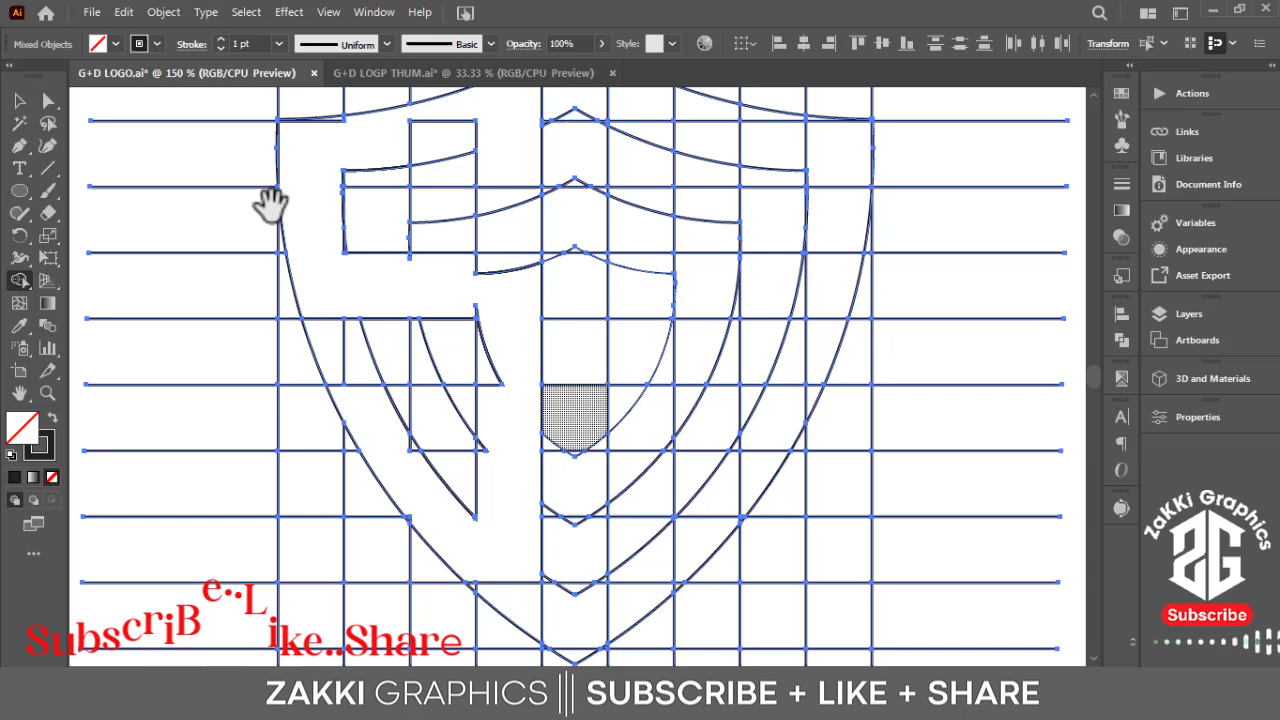 Ai File Edit Object Type Select Effect View Window Help
Mixed Objects Stroke: 1 pt Uniform Basic Opacity: 100% Style: Transform
G+D LOGO.ai* @ 150 % (RGB/CPU Preview) × G+D LOGP THUM.ai* @ 33.33 % (RGB/CPU Preview) ×
Actions
Links
Libraries
Document Info
Variables
Appearance
Asset Export
Layers
Artboards
3D and Materials
Properties
ZaKKi Graphics
ZG
Subscribe
SubscriBe..Like..Share
ZAKKI GRAPHICS ||| SUBSCRIBE + LIKE + SHARE